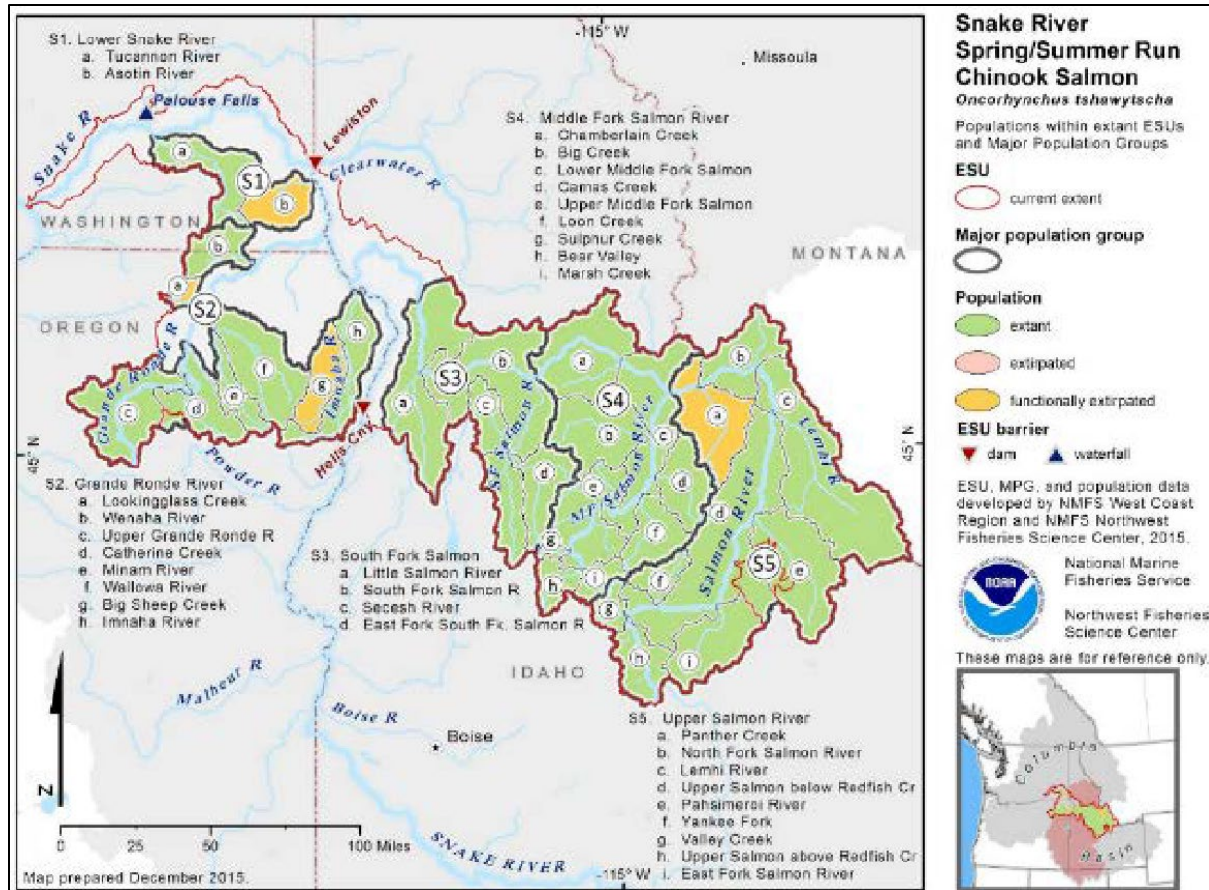 S1. Lower Snake River
a. Tucannon River
b. Asotin River
Palouse Falls
Snake R
Lewiston
Clearwater R
-115° W
Missoula
S4. Middle Fork Salmon River
a. Chamberlain Creek
b. Big Creek
c. Lower Middle Fork Salmon
d. Camas Creek
e. Upper Middle Fork Salmon
f. Loon Creek
g. Sulphur Creek
h. Bear Valley
i. Marsh Creek
WASHINGTON
OREGON
MONTANA
IDAHO
a
S1
b
b
a
S2
c
d
e
f
g
h
Grande Ronde R
Imnaha R
Hells Cny
Powder R
a
S3
b
c
d
SF Salmon R
a
S4
b
c
d
e
f
g
h
i
MF Salmon River
a
b
c
d
S5
e
f
g
h
i
Salmon River
Lemhi R
45° N
45° N
S2. Grande Ronde River
a. Lookingglass Creek
b. Wenaha River
c. Upper Grande Ronde R
d. Catherine Creek
e. Minam River
f. Wallowa River
g. Big Sheep Creek
h. Imnaha River
S3. South Fork Salmon
a. Little Salmon River
b. South Fork Salmon R
c. Secesh River
d. East Fork South Fk. Salmon R
Malheur R
Boise R
Boise
SNAKE RIVER
S5. Upper Salmon River
a. Panther Creek
b. North Fork Salmon River
c. Lemhi River
d. Upper Salmon below Redfish Cr
e. Pahsimeroi River
f. Yankee Fork
g. Valley Creek
h. Upper Salmon above Redfish Cr
i. East Fork Salmon River
-115° W
N
0 25 50 100 Miles
Map prepared December 2015.
Snake River
Spring/Summer Run
Chinook Salmon
Oncorhynchus tshawytscha
Populations within extant ESUs
and Major Population Groups
ESU
current extent
Major population group
Population
extant
extirpated
functionally extirpated
ESU barrier
dam
waterfall
ESU, MPG, and population data
developed by NMFS West Coast
Region and NMFS Northwest
Fisheries Science Center, 2015.
NOAA
National Marine
Fisheries Service
Northwest Fisheries
Science Center
These maps are for reference only.
Columbia
Basin